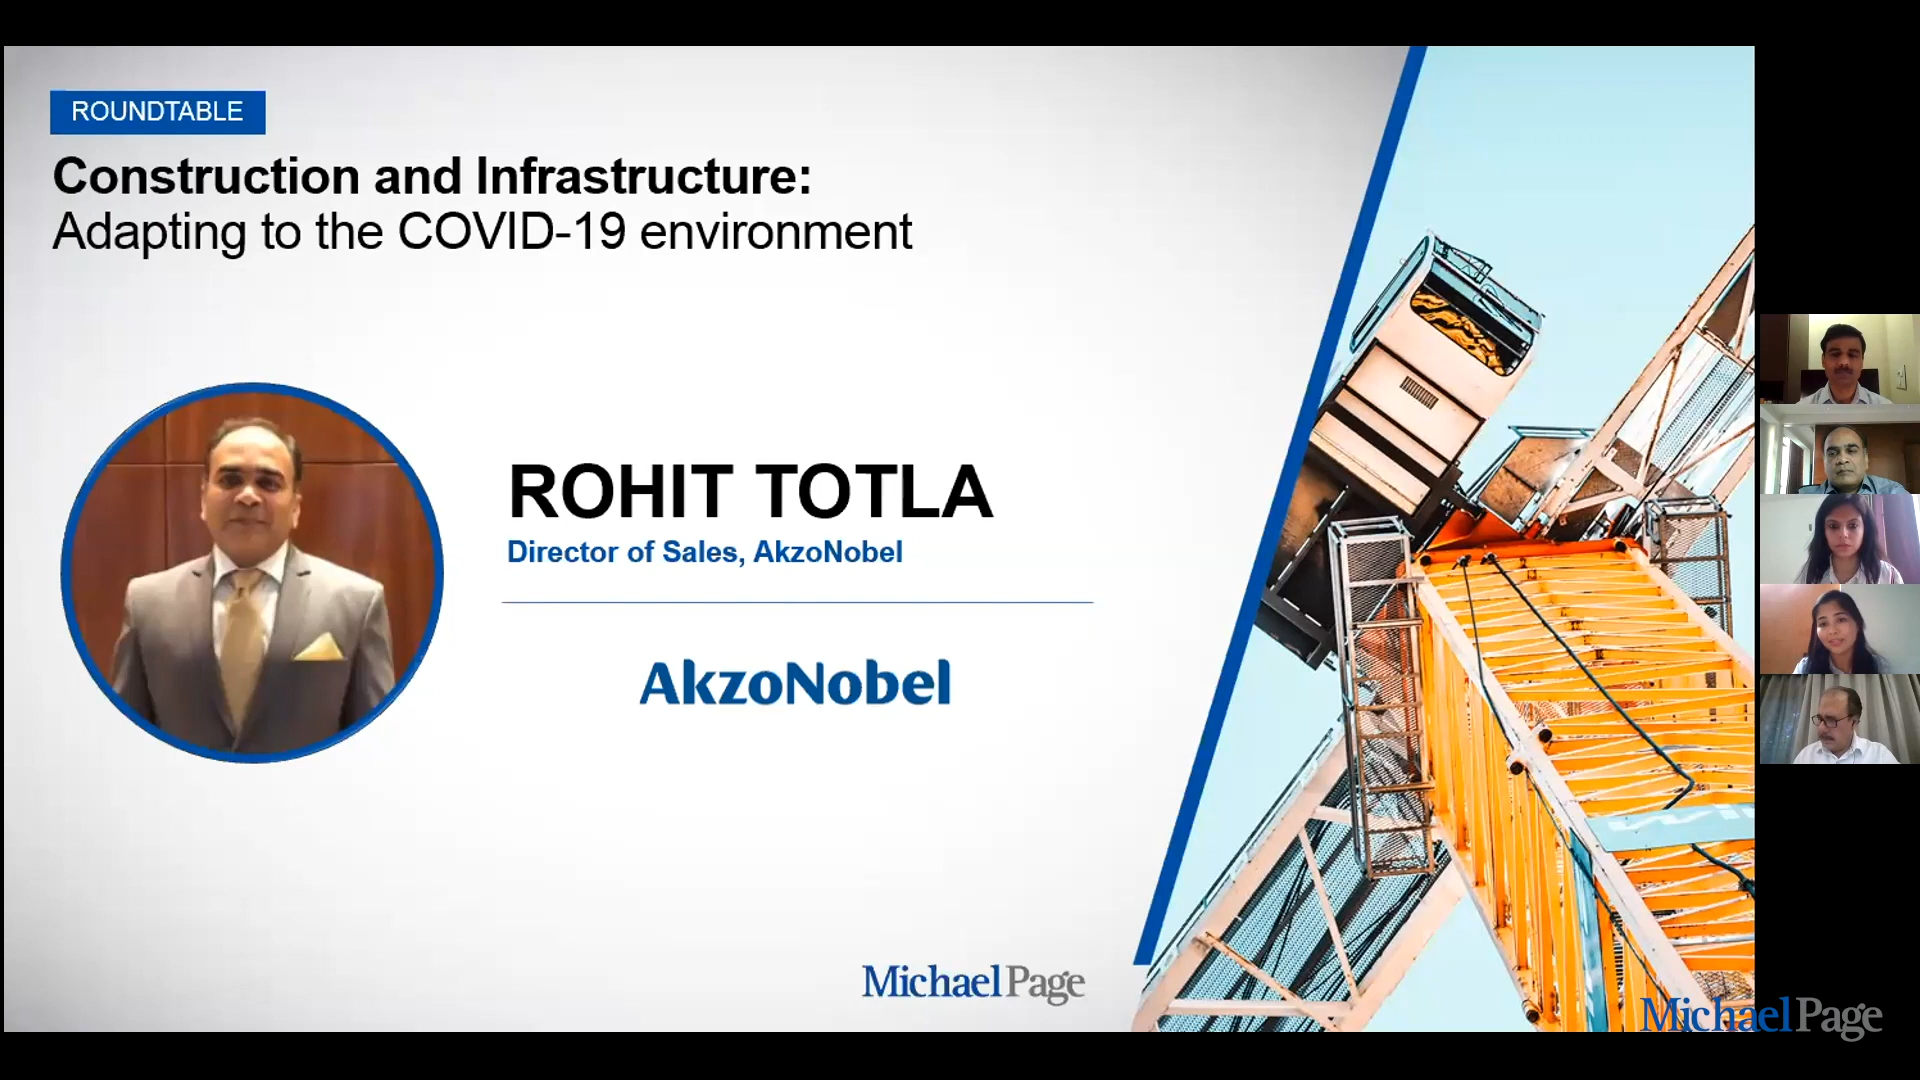 ROUNDTABLE
Construction and Infrastructure:
Adapting to the COVID-19 environment
ROHIT TOTLA
Director of Sales, AkzoNobel
AkzoNobel
MichaelPage
MichaelPage